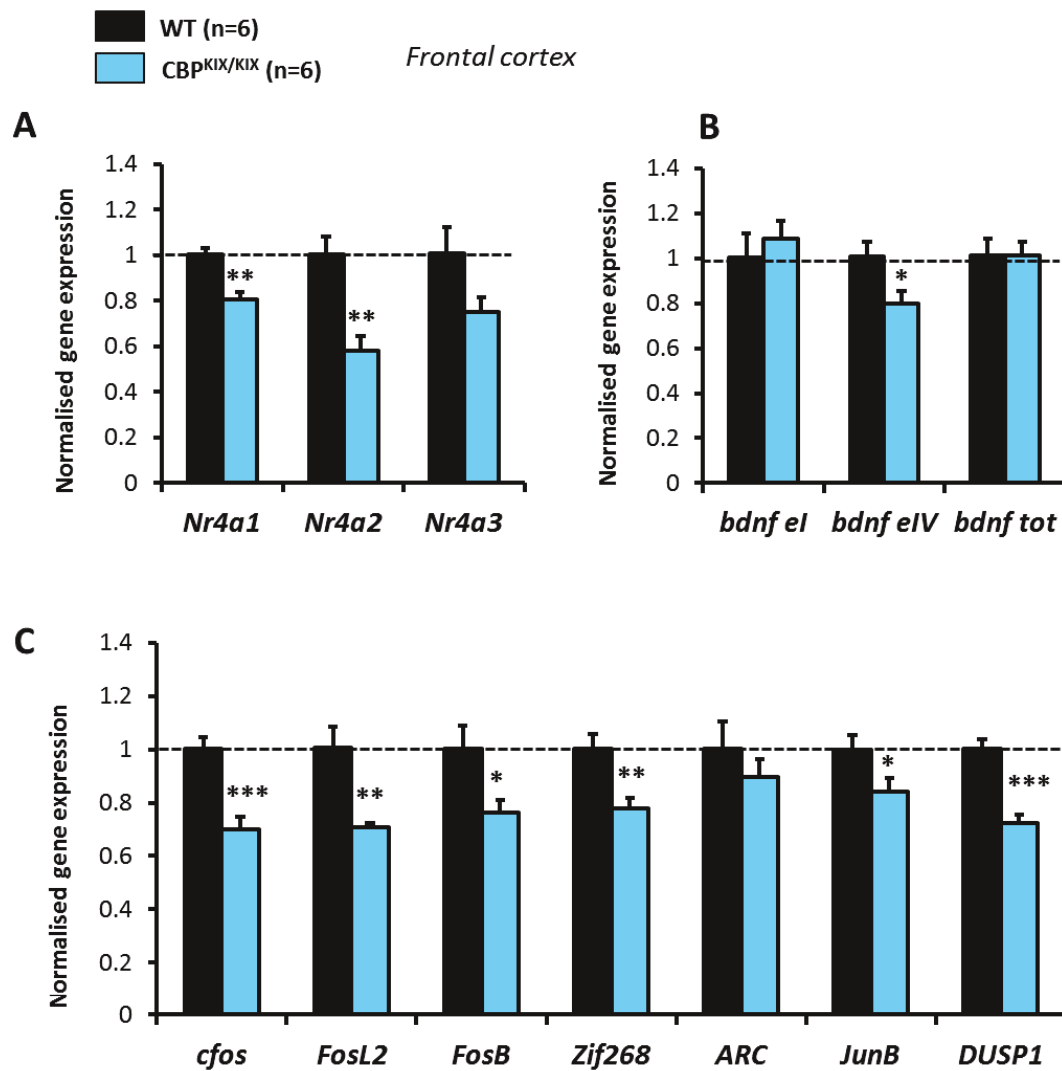 WT (n=6)
CBPKIX/KIX (n=6)
Frontal cortex
A
Normalised gene expression
1.4
1.2
1
0.8
0.6
0.4
0.2
0
**
**
Nr4a1 Nr4a2 Nr4a3
B
Normalised gene expression
1.4
1.2
1
0.8
0.6
0.4
0.2
0
*
bdnf eI bdnf eIV bdnf tot
C
Normalised gene expression
1.4
1.2
1
0.8
0.6
0.4
0.2
0
*** ** * ** * ***
cfos FosL2 FosB Zif268 ARC JunB DUSP1